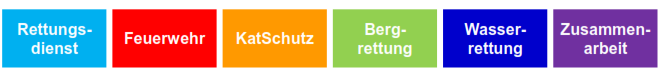 Rettungs-
dienst
Feuerwehr
KatSchutz
Berg-
rettung
Wasser-
rettung
Zusammen-
arbeit